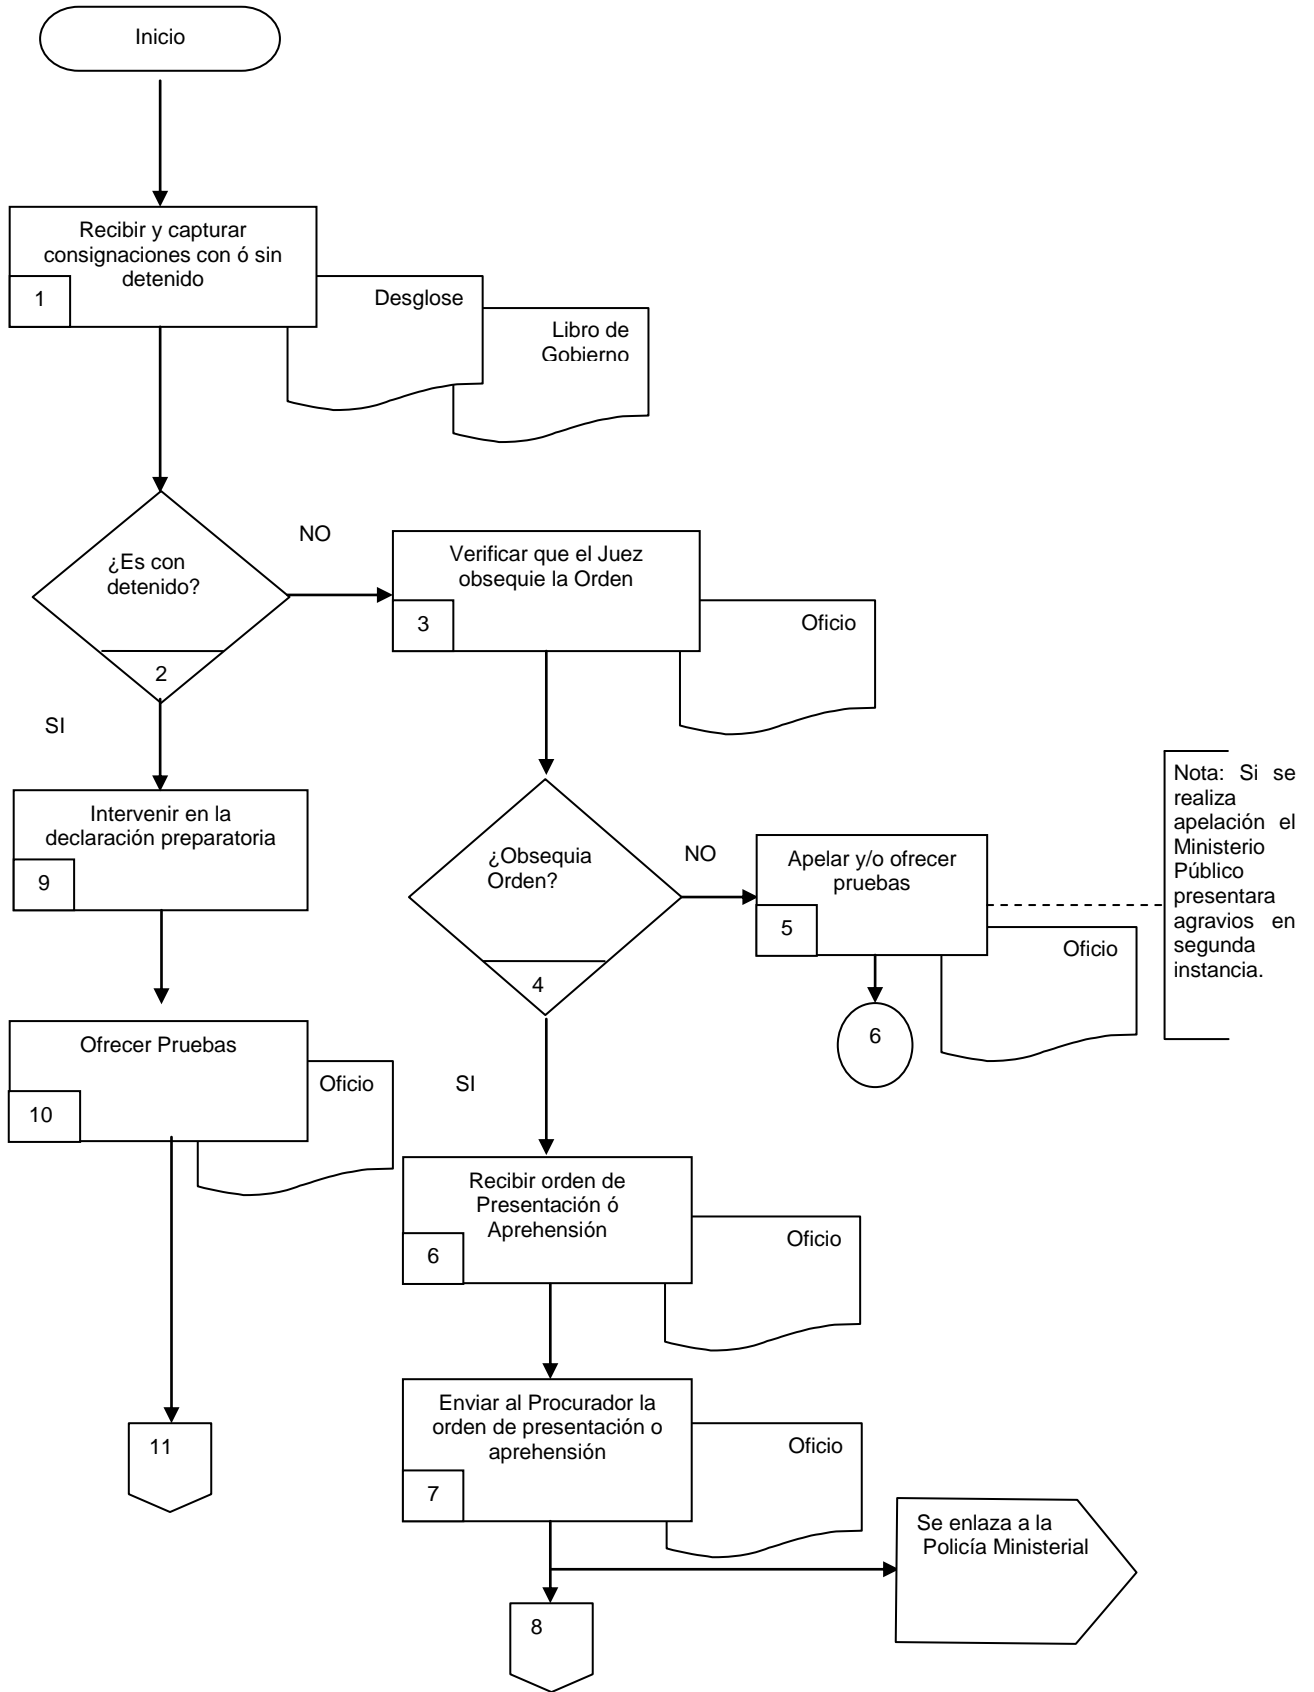 Inicio
Recibir y capturar
consignaciones con ó sin
detenido
1
Desglose
Libro de
Gobierno
¿Es con
detenido?
2
NO
SI
Verificar que el Juez
obsequie la Orden
3
Oficio
Intervenir en la
declaración preparatoria
9
¿Obsequia
Orden?
4
NO
SI
Apelar y/o ofrecer
pruebas
5
Oficio
6
Nota: Si se
realiza
apelación el
Ministerio
Público
presentara
agravios en
segunda
instancia.
Ofrecer Pruebas
10
Oficio
11
Recibir orden de
Presentación ó
Aprehensión
6
Oficio
Enviar al Procurador la
orden de presentación o
aprehensión
7
Oficio
Se enlaza a la
Policía Ministerial
8